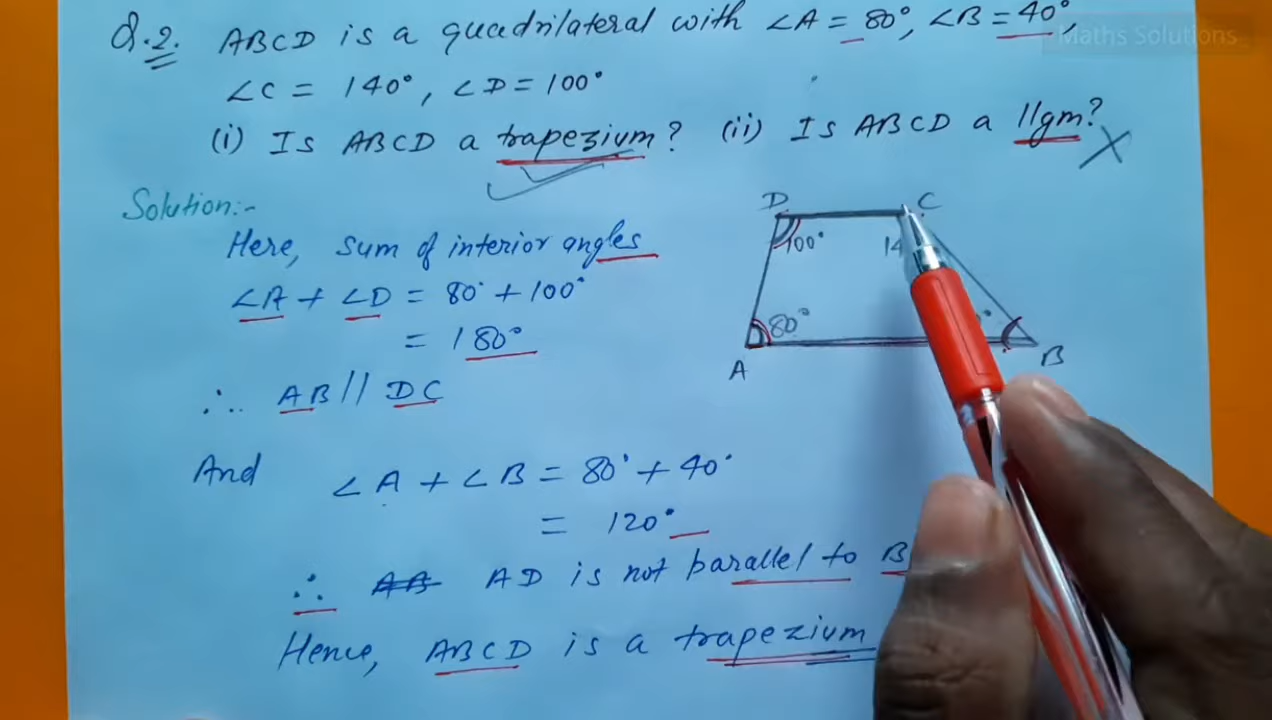 Q.2. ABCD is a quadrilateral with ∠A = 80°, ∠B = 40°,
Maths Solutions
∠C = 140°, ∠D = 100°
(i) Is ABCD a trapezium? (ii) Is ABCD a ||gm?
Solution:-
D C
Here, sum of interior angles
100° 14
∠A + ∠D = 80° + 100°
= 180°
80°
A B
∴ AB || DC
And ∠A + ∠B = 80° + 40°
= 120°
∴ AB AD is not parallel to B
Hence, ABCD is a trapezium